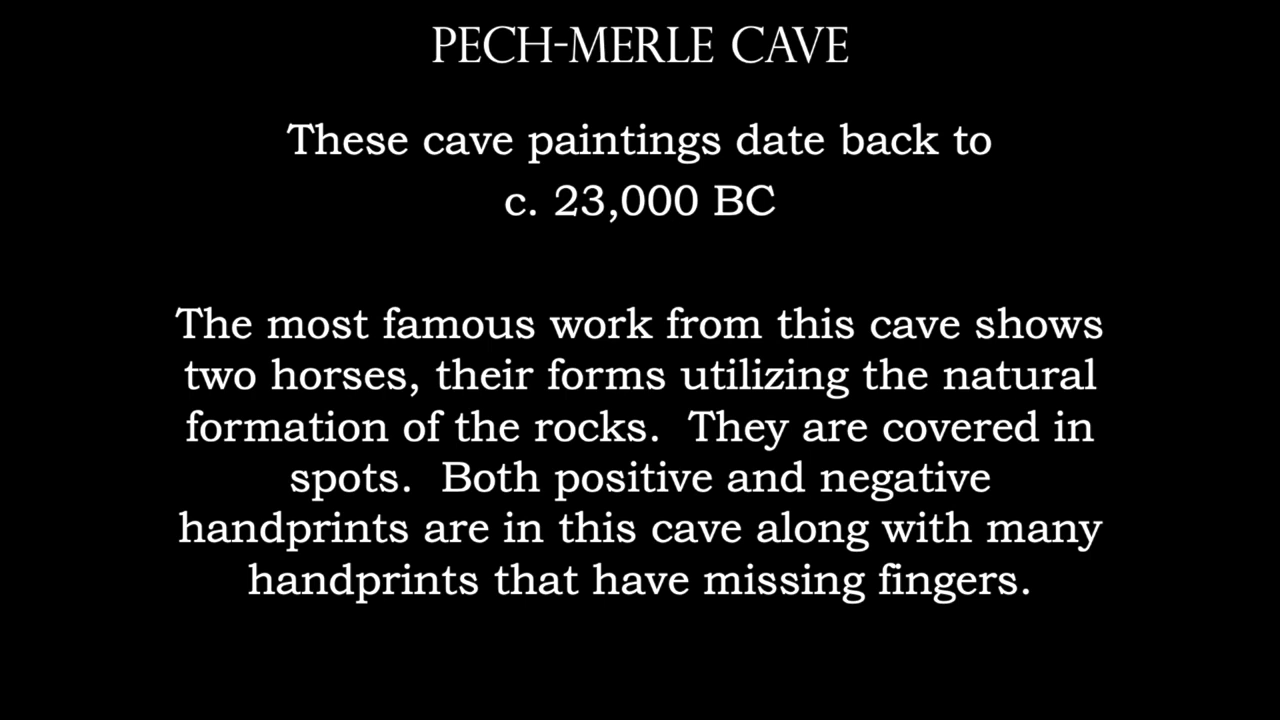 PECH-MERLE CAVE
These cave paintings date back to
c. 23,000 BC
The most famous work from this cave shows
two horses, their forms utilizing the natural
formation of the rocks.  They are covered in
spots.  Both positive and negative
handprints are in this cave along with many
handprints that have missing fingers.